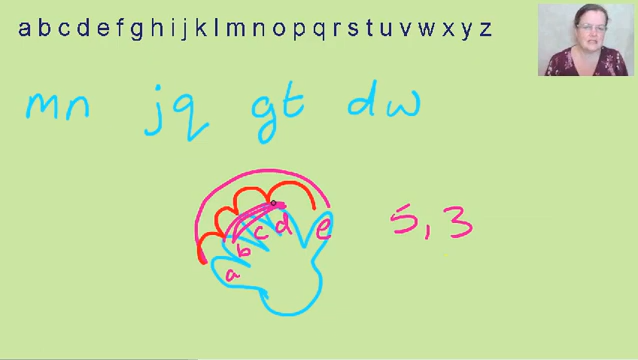 a b c d e f g h i j k l m n o p q r s t u v w x y z
mn jq gt dw
a b c d e
5, 3